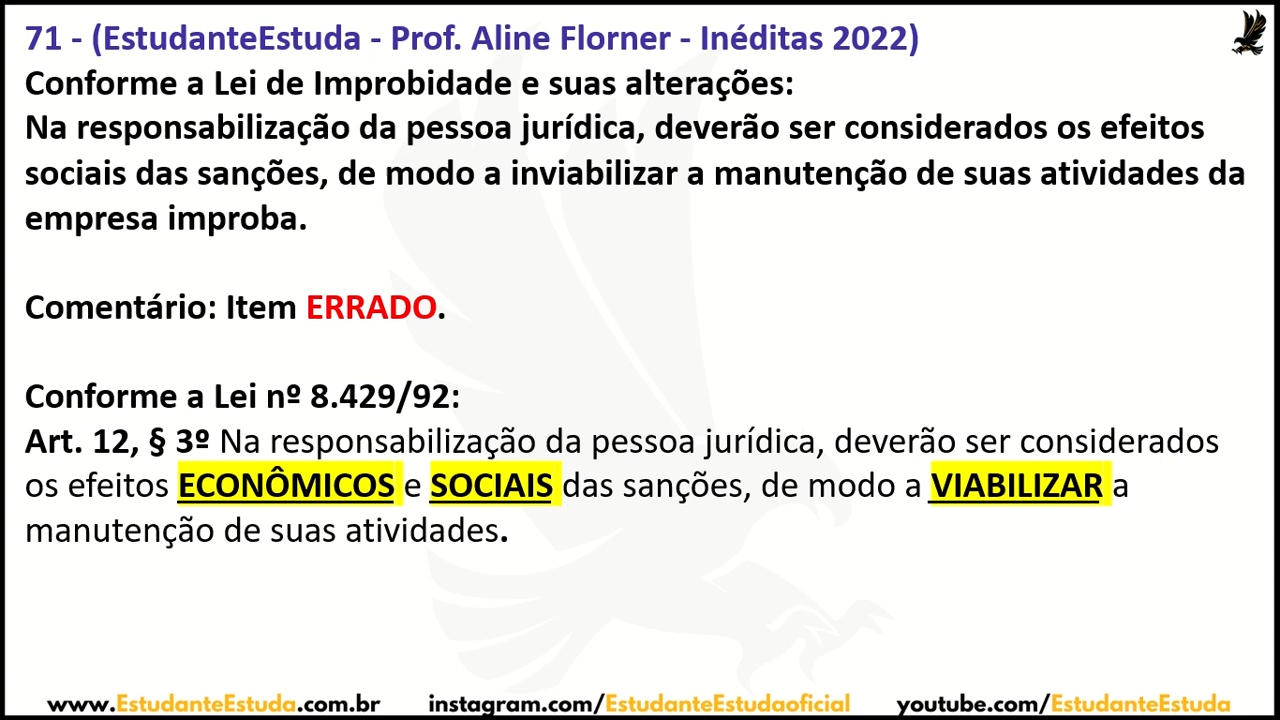 71 - (EstudanteEstuda - Prof. Aline Florner - Inéditas 2022)
Conforme a Lei de Improbidade e suas alterações:
Na responsabilização da pessoa jurídica, deverão ser considerados os efeitos
sociais das sanções, de modo a inviabilizar a manutenção de suas atividades da
empresa improba.
Comentário: Item ERRADO.
Conforme a Lei nº 8.429/92:
Art. 12, § 3º Na responsabilização da pessoa jurídica, deverão ser considerados
os efeitos ECONÔMICOS e SOCIAIS das sanções, de modo a VIABILIZAR a
manutenção de suas atividades.
www.EstudanteEstuda.com.br instagram.com/EstudanteEstudaoficial youtube.com/EstudanteEstuda